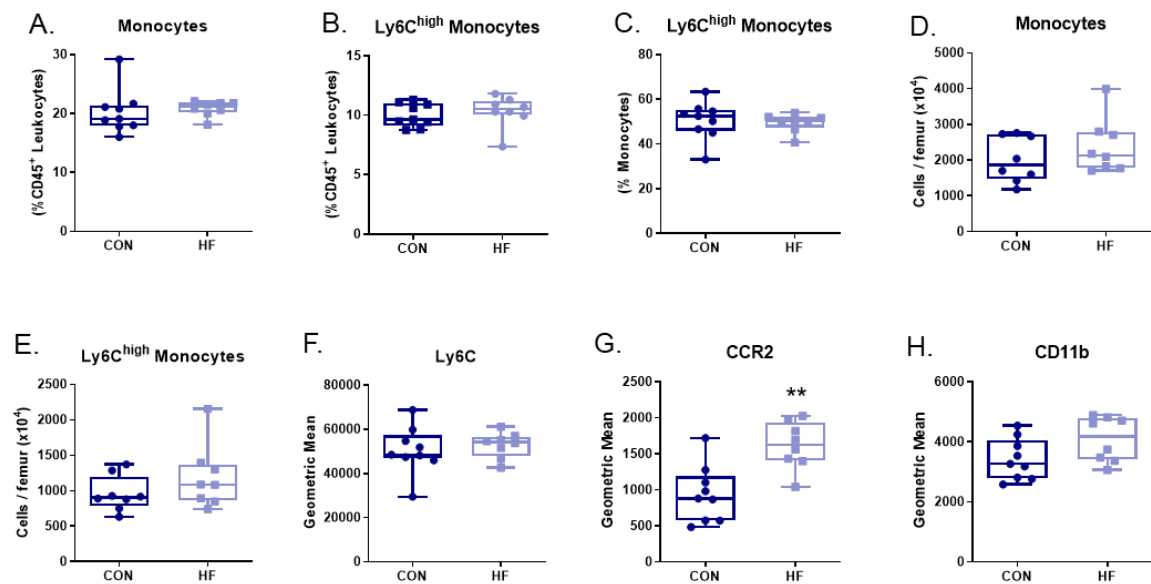 A. Monocytes
(%CD45⁺ Leukocytes)
30
20
10
0
CON HF
B. Ly6Cʰⁱᵍʰ Monocytes
(% CD45⁺ Leukocytes)
15
10
5
0
CON HF
C. Ly6Cʰⁱᵍʰ Monocytes
(% Monocytes)
80
60
40
20
0
CON HF
D. Monocytes
Cells / femur (x10⁴)
5000
4000
3000
2000
1000
0
CON HF
E. Ly6Cʰⁱᵍʰ Monocytes
Cells / femur (x10⁴)
2500
2000
1500
1000
500
0
CON HF
F. Ly6C
Geometric Mean
80000
60000
40000
20000
0
CON HF
G. CCR2
Geometric Mean
2500
2000
1500
1000
500
0
**
CON HF
H. CD11b
Geometric Mean
6000
4000
2000
0
CON HF